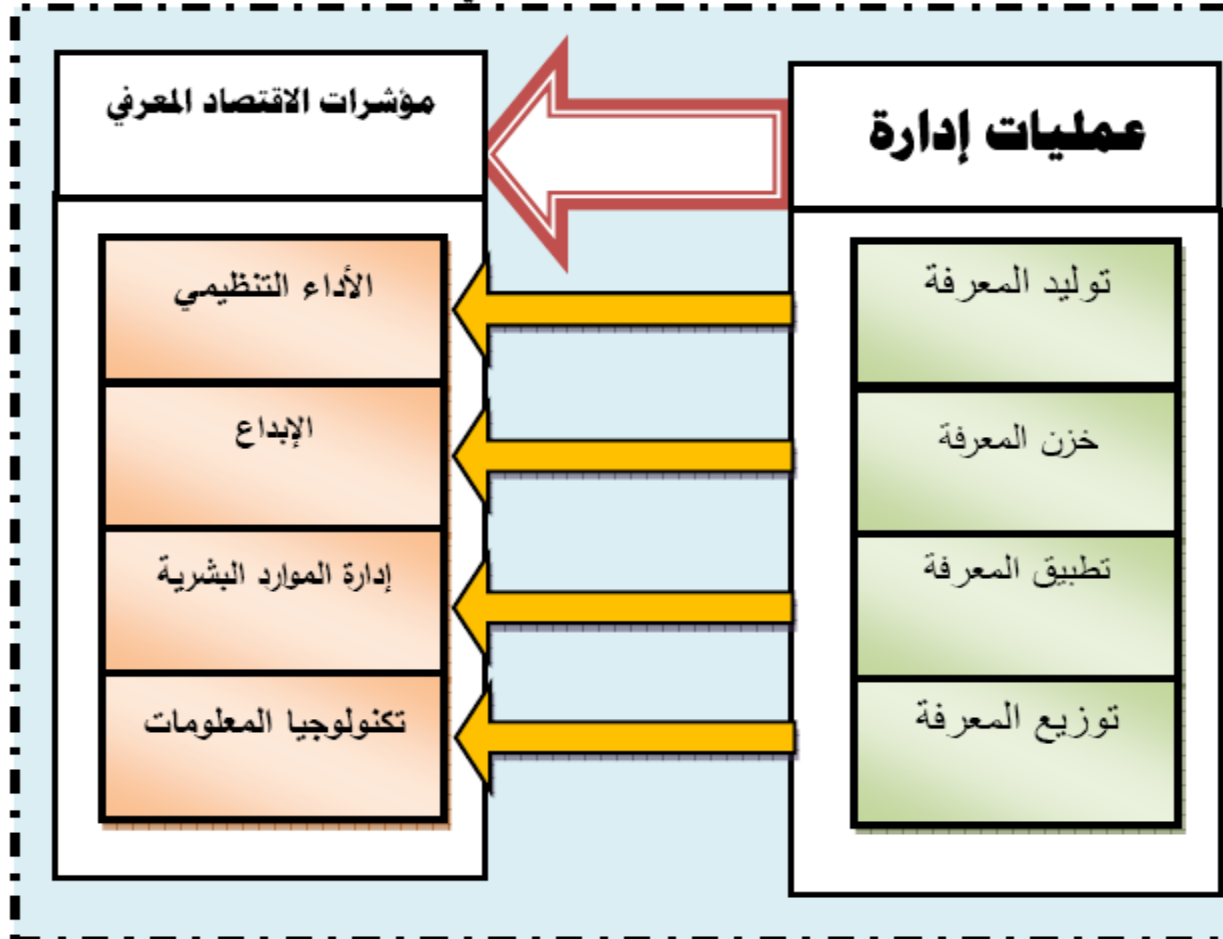 عمليات إدارة
توليد المعرفة
خزن المعرفة
تطبيق المعرفة
توزيع المعرفة
مؤشرات الاقتصاد المعرفي
الأداء التنظيمي
الإبداع
إدارة الموارد البشرية
تكنولوجيا المعلومات